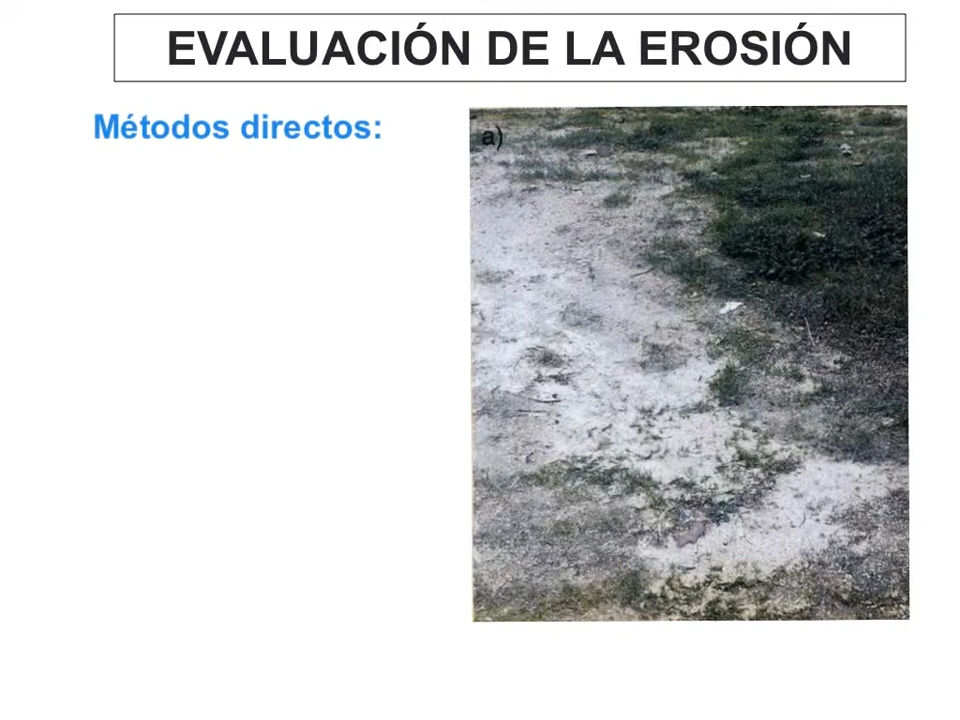 EVALUACIÓN DE LA EROSIÓN
Métodos directos:
a)